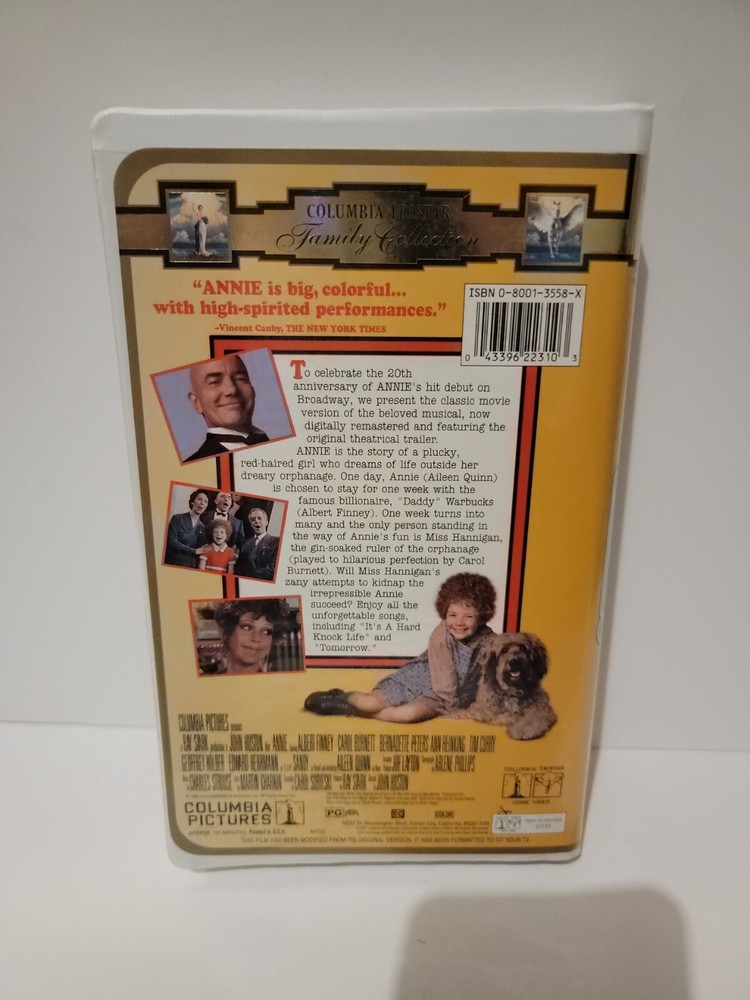 COLUMBIA TRISTAR
Family Collection
"ANNIE is big, colorful...
with high-spirited performances."
–Vincent Canby, THE NEW YORK TIMES
ISBN 0-8001-3558-X
0 43396 22310 3
To celebrate the 20th
anniversary of ANNIE's hit debut on
Broadway, we present the classic movie
version of the beloved musical, now
digitally remastered and featuring the
original theatrical trailer.
ANNIE is the story of a plucky,
red-haired girl who dreams of life outside her
dreary orphanage. One day, Annie (Aileen Quinn)
is chosen to stay for one week with the
famous billionaire, "Daddy" Warbucks
(Albert Finney). One week turns into
many and the only person standing in
the way of Annie's fun is Miss Hannigan,
the gin-soaked ruler of the orphanage
(played to hilarious perfection by Carol
Burnett). Will Miss Hannigan's
zany attempts to kidnap the
irrepressible Annie
succeed? Enjoy all the
unforgettable songs,
including "It's A Hard
Knock Life" and
"Tomorrow."
COLUMBIA PICTURES
RAY STARK JOHN HUSTON ANNIE ALBERT FINNEY CAROL BURNETT BERNADETTE PETERS ANN REINKING TIM CURRY
GEOFFREY HOLDER EDWARD HERRMANN SANDY AILEEN QUINN JOE LAYTON ARLENE PHILLIPS
CHARLES STROUSE MARTIN CHARNIN CAROL SOBIESKI RAY STARK JOHN HUSTON
COLUMBIA
PICTURES
PG
COLOR
COLUMBIA TRISTAR
HOME VIDEO
Printed in U.S.A. NTSC
THIS FILM HAS BEEN MODIFIED FROM ITS ORIGINAL VERSION. IT HAS BEEN FORMATTED TO FIT YOUR TV.